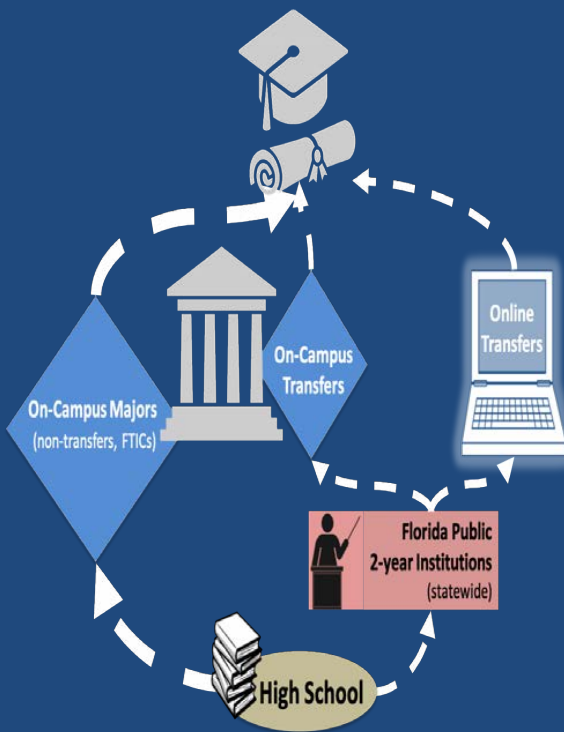 Online
Transfers
On-Campus
Transfers
On-Campus Majors
(non-transfers, FTICs)
Florida Public
2-year Institutions
(statewide)
High School